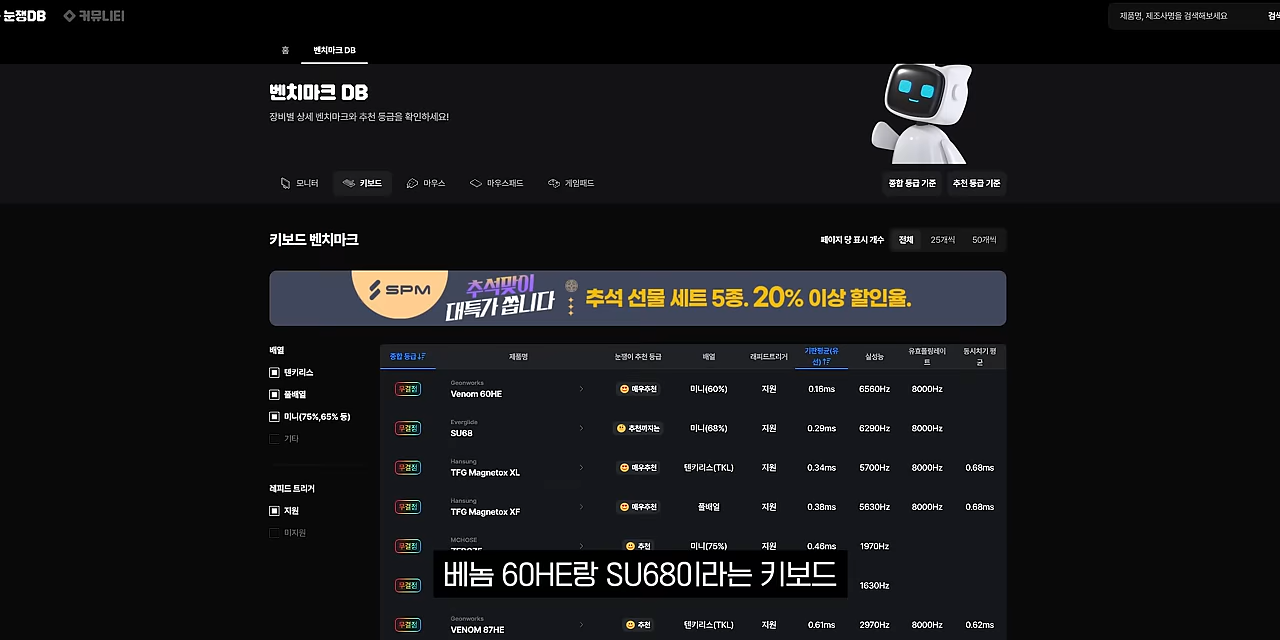 눈쟁DB 커뮤니티
제품명, 제조사명을 검색해보세요
홈 벤치마크 DB
벤치마크 DB
장비별 상세 벤치마크와 추천 등급을 확인하세요!
모니터 키보드 마우스 마우스패드 게임패드
종합 등급 기준 추천 등급 기준
키보드 벤치마크
페이지 당 표시 개수 전체 25개씩 50개씩
SPM 추석맞이 대특가 쏩니다 추석 선물 세트 5종. 20% 이상 할인율.
배열
텐키리스
풀배열
미니(75%,65% 등)
기타
레피드 트리거
지원
미지원
종합 등급 제품명 눈쟁이 추천 등급 배열 래피드트리거 기판평균(유선) 실성능 유효폴링레이트 동시치기 평균
무결점 Geonworks Venom 60HE 매우추천 미니(60%) 지원 0.16ms 6560Hz 8000Hz
무결점 Everglide SU68 추천까지는 미니(68%) 지원 0.29ms 6290Hz 8000Hz
무결점 Hansung TFG Magnetox XL 매우추천 텐키리스(TKL) 지원 0.34ms 5700Hz 8000Hz 0.68ms
무결점 Hansung TFG Magnetox XF 매우추천 풀배열 지원 0.38ms 5630Hz 8000Hz 0.68ms
무결점 MCHOSE 추천 미니(75%) 지원 0.46ms 1970Hz
무결점 1630Hz
무결점 Geonworks VENOM 87HE 추천 텐키리스(TKL) 지원 0.61ms 2970Hz 8000Hz 0.62ms
베놈 60HE랑 SU68이라는 키보드